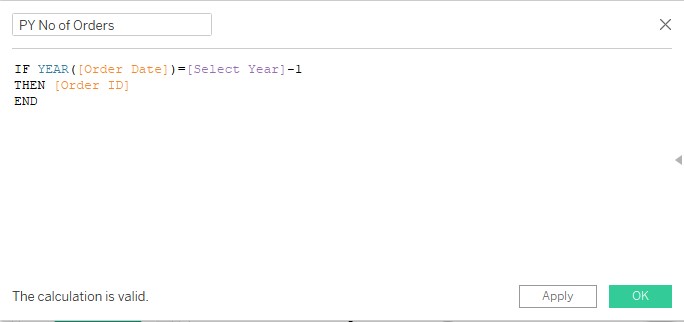 PY No of Orders
IF YEAR([Order Date])=[Select Year]-1
THEN [Order ID]
END
The calculation is valid.
Apply
OK